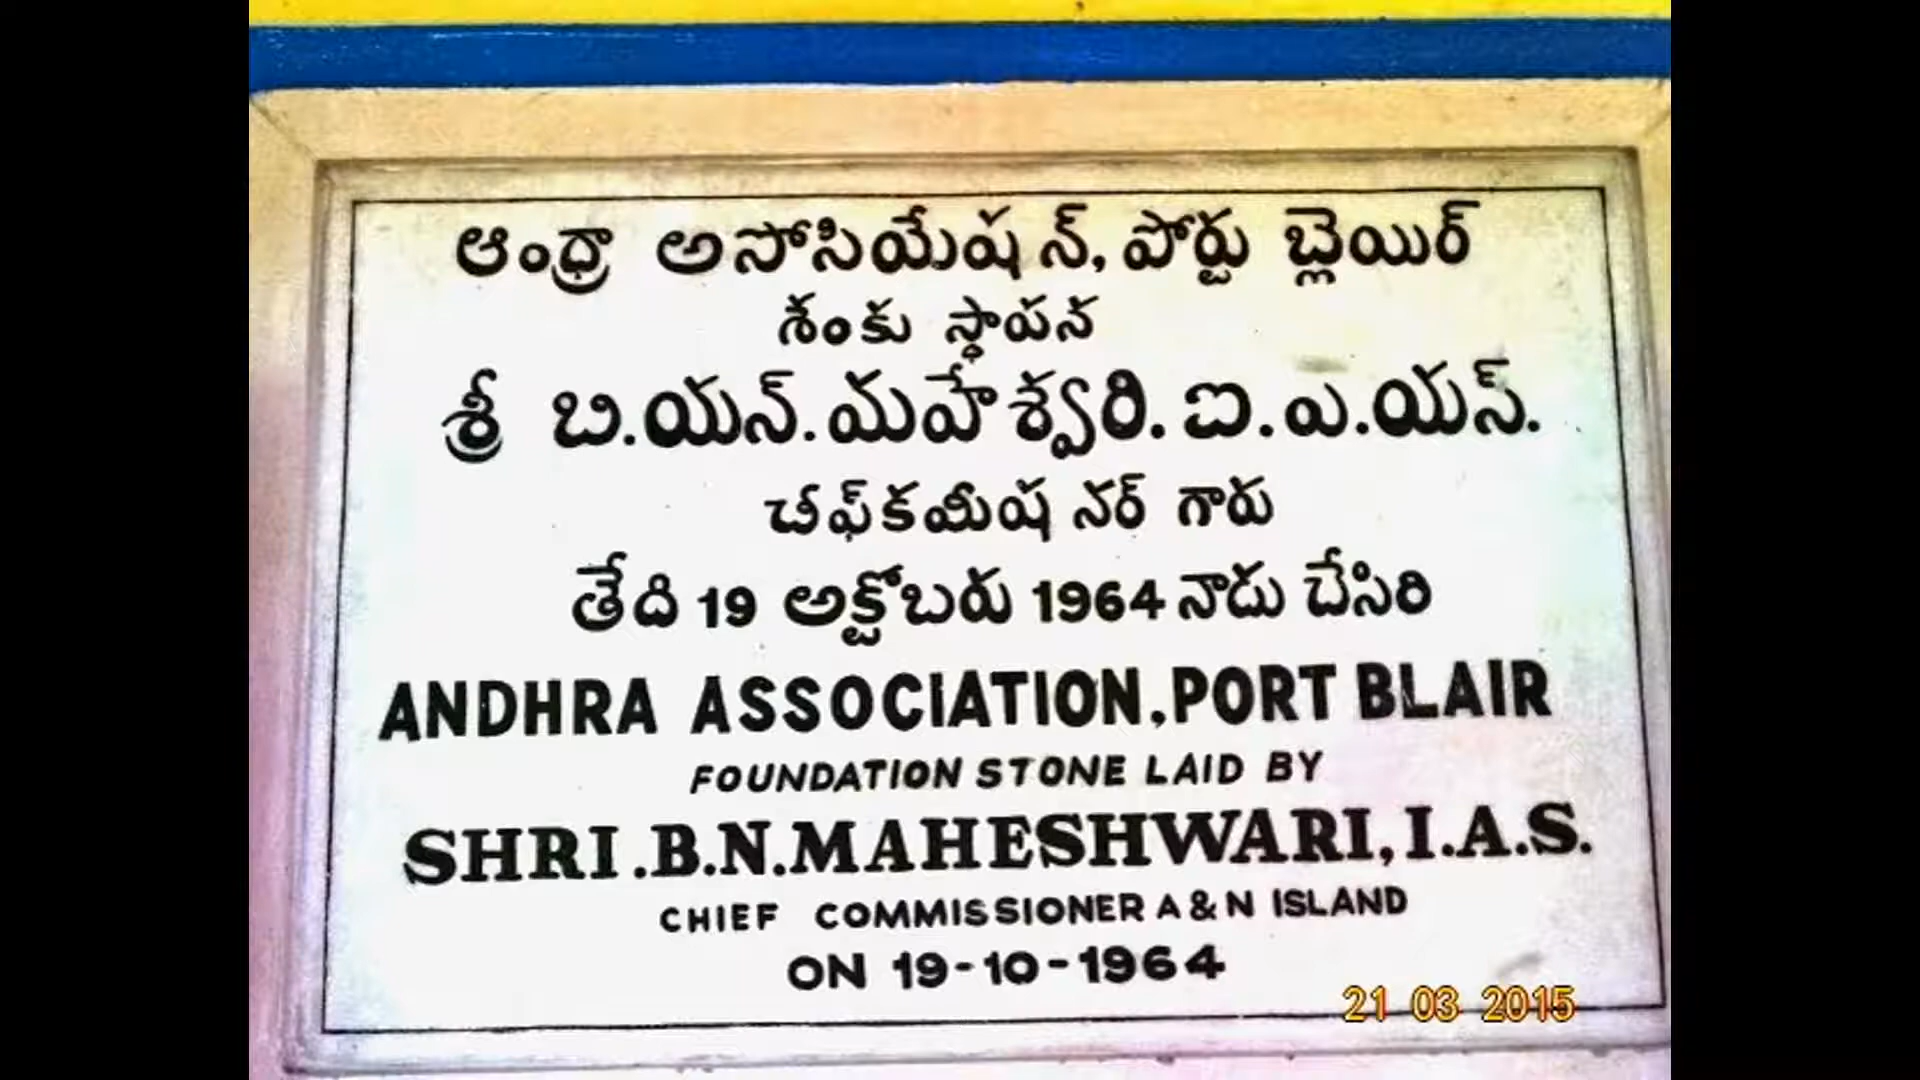 ఆంధ్రా అసోసియేషన్, పోర్టు బ్లెయిర్
శంకు స్థాపన
శ్రీ బి.యన్.మహేశ్వరి.ఐ.ఎ.యస్.
చీఫ్‌కమీషనర్ గారు
తేది 19 అక్టోబరు 1964 నాడు చేసిరి
ANDHRA ASSOCIATION, PORT BLAIR
FOUNDATION STONE LAID BY
SHRI.B.N.MAHESHWARI, I.A.S.
CHIEF COMMISSIONER A & N ISLAND
ON 19-10-1964
21 03 2015